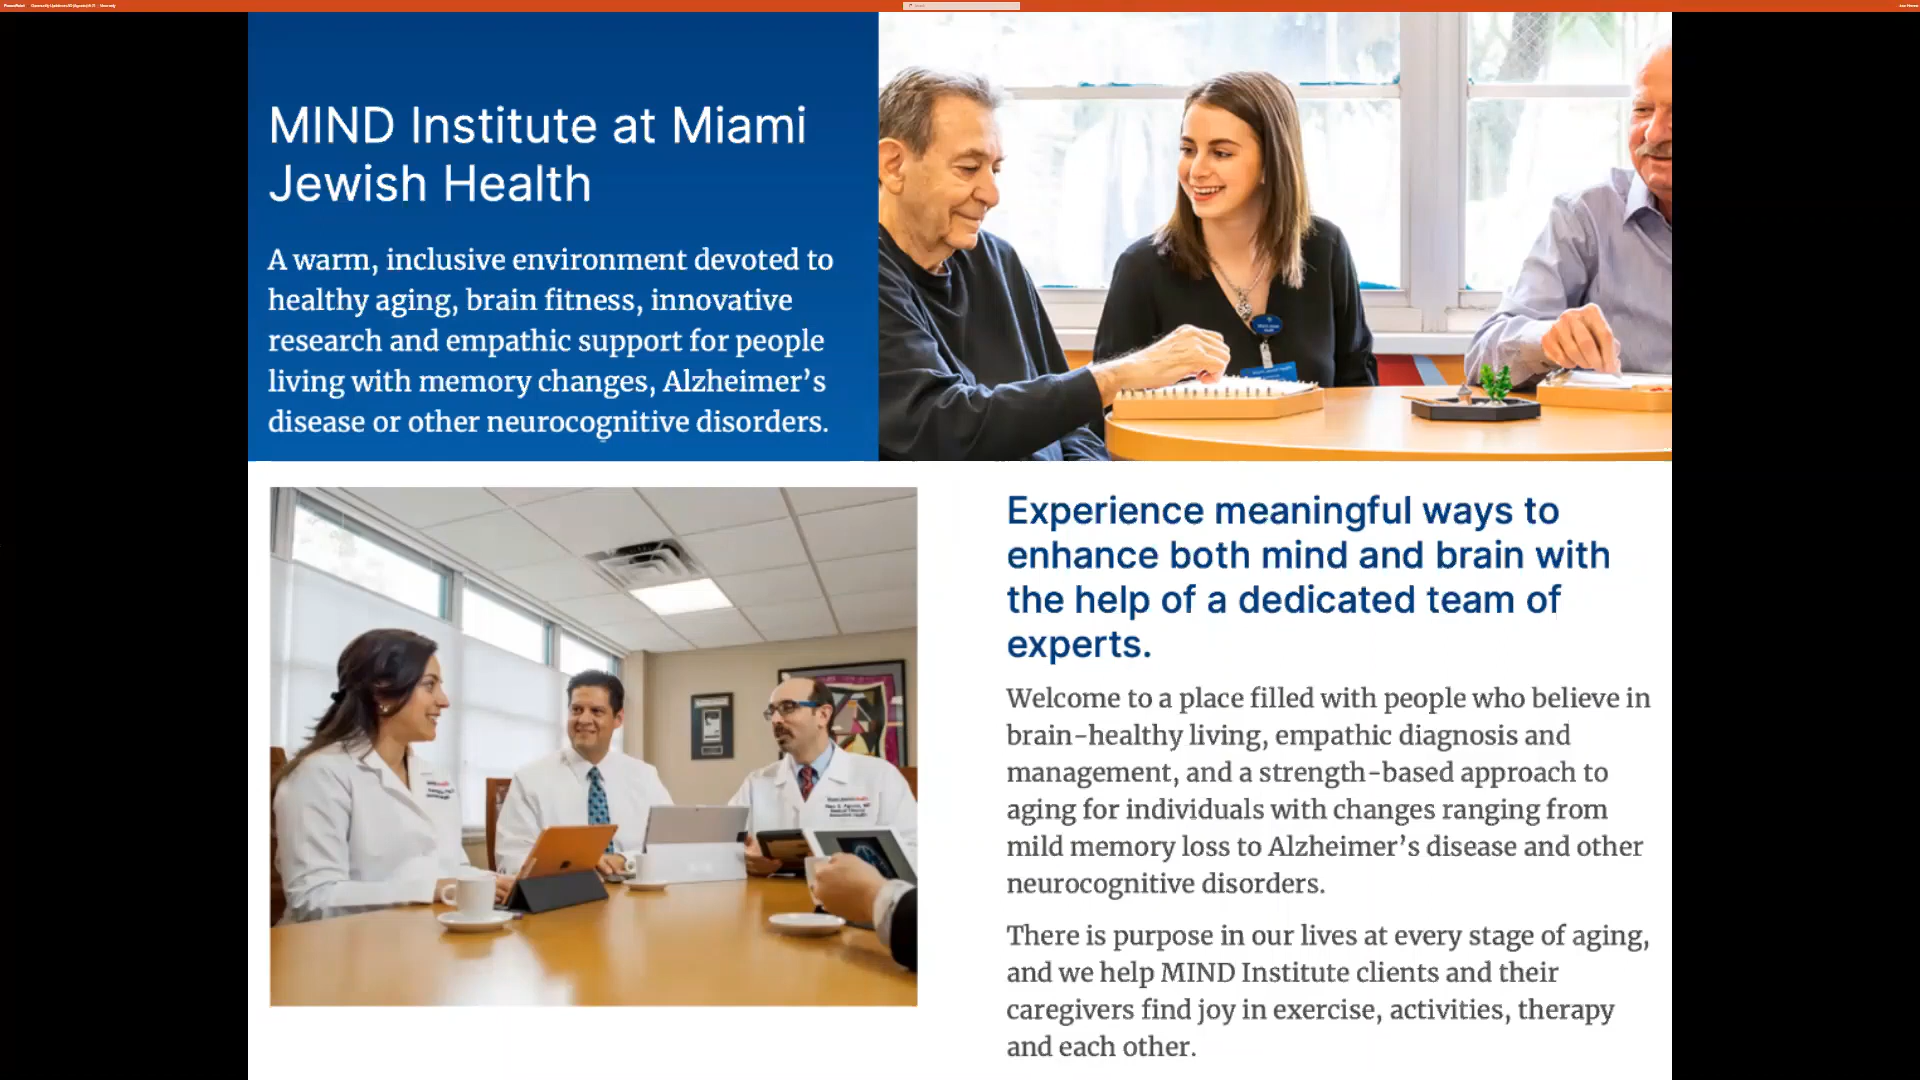 PowerPoint
MIND Institute at Miami
Jewish Health
A warm, inclusive environment devoted to
healthy aging, brain fitness, innovative
research and empathic support for people
living with memory changes, Alzheimer’s
disease or other neurocognitive disorders.
Experience meaningful ways to
enhance both mind and brain with
the help of a dedicated team of
experts.
Welcome to a place filled with people who believe in
brain-healthy living, empathic diagnosis and
management, and a strength-based approach to
aging for individuals with changes ranging from
mild memory loss to Alzheimer’s disease and other
neurocognitive disorders.
There is purpose in our lives at every stage of aging,
and we help MIND Institute clients and their
caregivers find joy in exercise, activities, therapy
and each other.